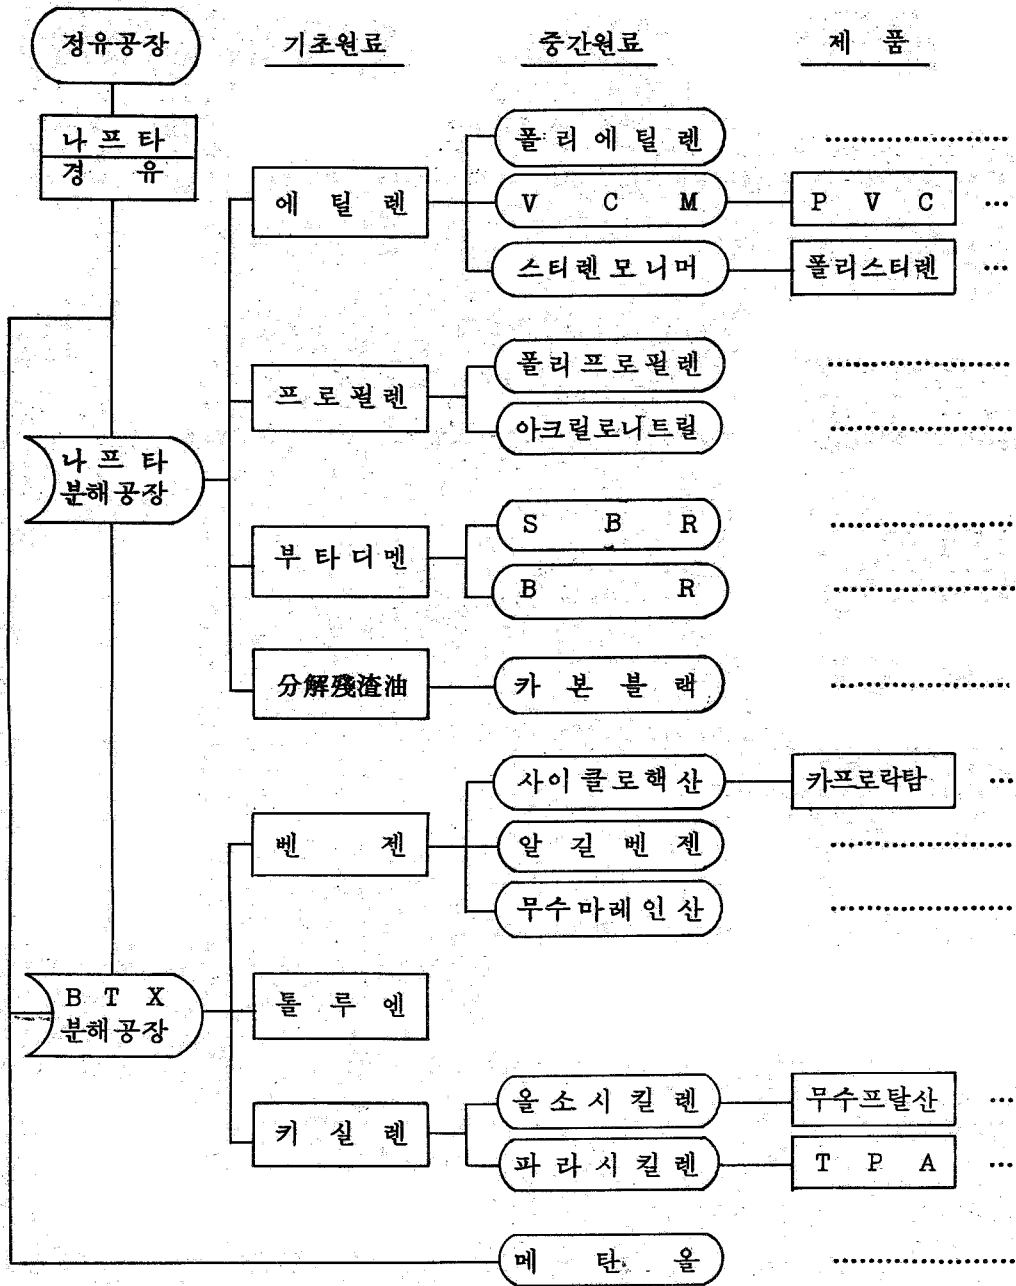 정유공장 기초원료 중간원료 제 품
나프타
경 유
에 틸 렌
폴리에틸렌
V C M
P V C
스티렌모니머
폴리스티렌
프로필렌
폴리프로필렌
아크릴로니트릴
나프타
분해공장
부타디멘
S B R
B R
分解殘渣油
카본블랙
벤 젠
사이클로헥산
카프로락탐
알길벤젠
무수마레인산
B T X
분해공장
톨루엔
키실렌
올소시킬렌
무수프탈산
파라시킬렌
T P A
메 탄 올